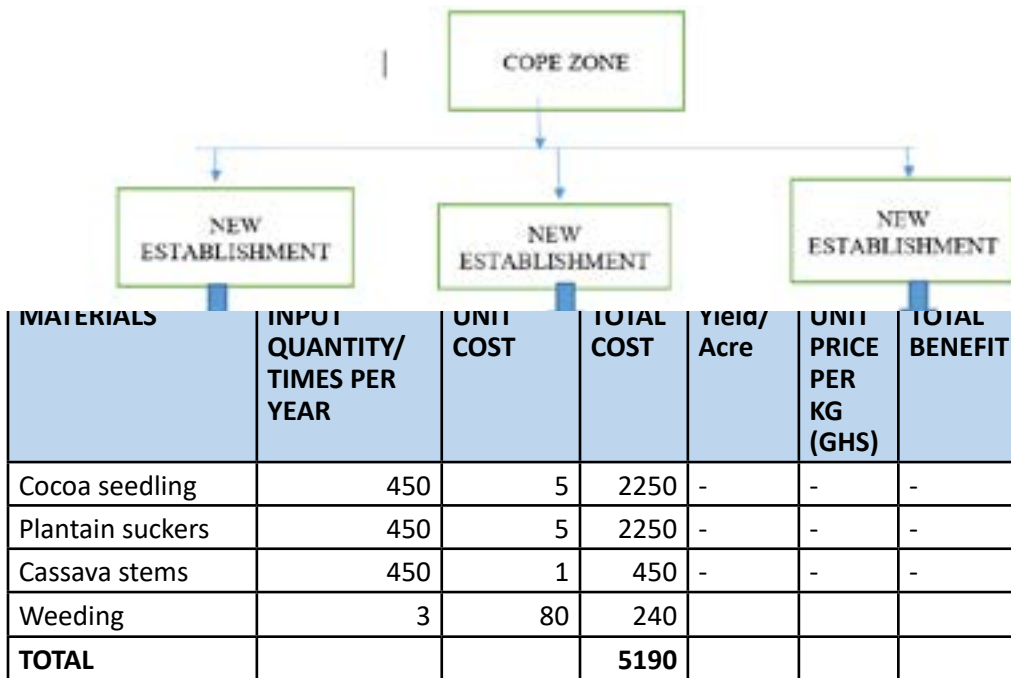 COPE ZONE
NEW
ESTABLISHMENT
NEW
ESTABLISHMENT
NEW
ESTABLISHMENT
MATERIALS INPUT QUANTITY/ TIMES PER YEAR UNIT COST TOTAL COST Yield/ Acre UNIT PRICE PER KG (GHS) TOTAL BENEFIT
Cocoa seedling 450 5 2250 - - -
Plantain suckers 450 5 2250 - - -
Cassava stems 450 1 450 - - -
Weeding 3 80 240
TOTAL 5190